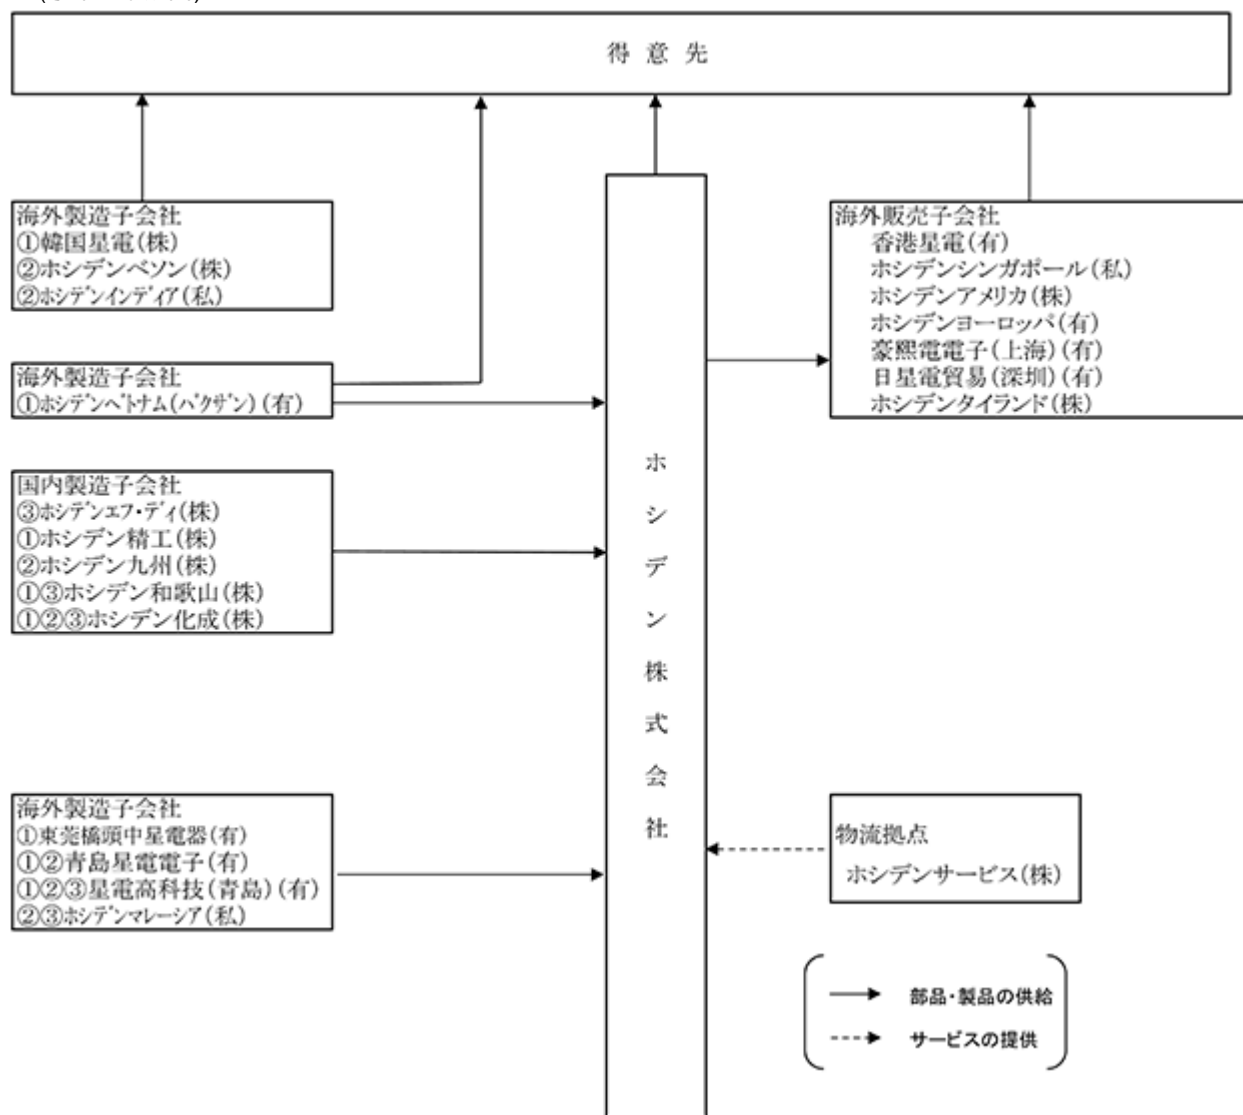 得 意 先
海外製造子会社
①韓国星電(株)
②ホシデンベソン(株)
②ホシデンインディア(私)
海外製造子会社
①ホシデンベトナム(バクザン)(有)
国内製造子会社
③ホシデンエフ・ディ(株)
①ホシデン精工(株)
②ホシデン九州(株)
①③ホシデン和歌山(株)
①②③ホシデン化成(株)
海外製造子会社
①東莞橋頭中星電器(有)
①②青島星電電子(有)
①②③星電高科技(青島)(有)
②③ホシデンマレーシア(私)
ホシデン株式会社
海外販売子会社
香港星電(有)
ホシデンシンガポール(私)
ホシデンアメリカ(株)
ホシデンヨーロッパ(有)
豪熙電電子(上海)(有)
日星電貿易(深圳)(有)
ホシデンタイランド(株)
物流拠点
ホシデンサービス(株)
部品・製品の供給
サービスの提供